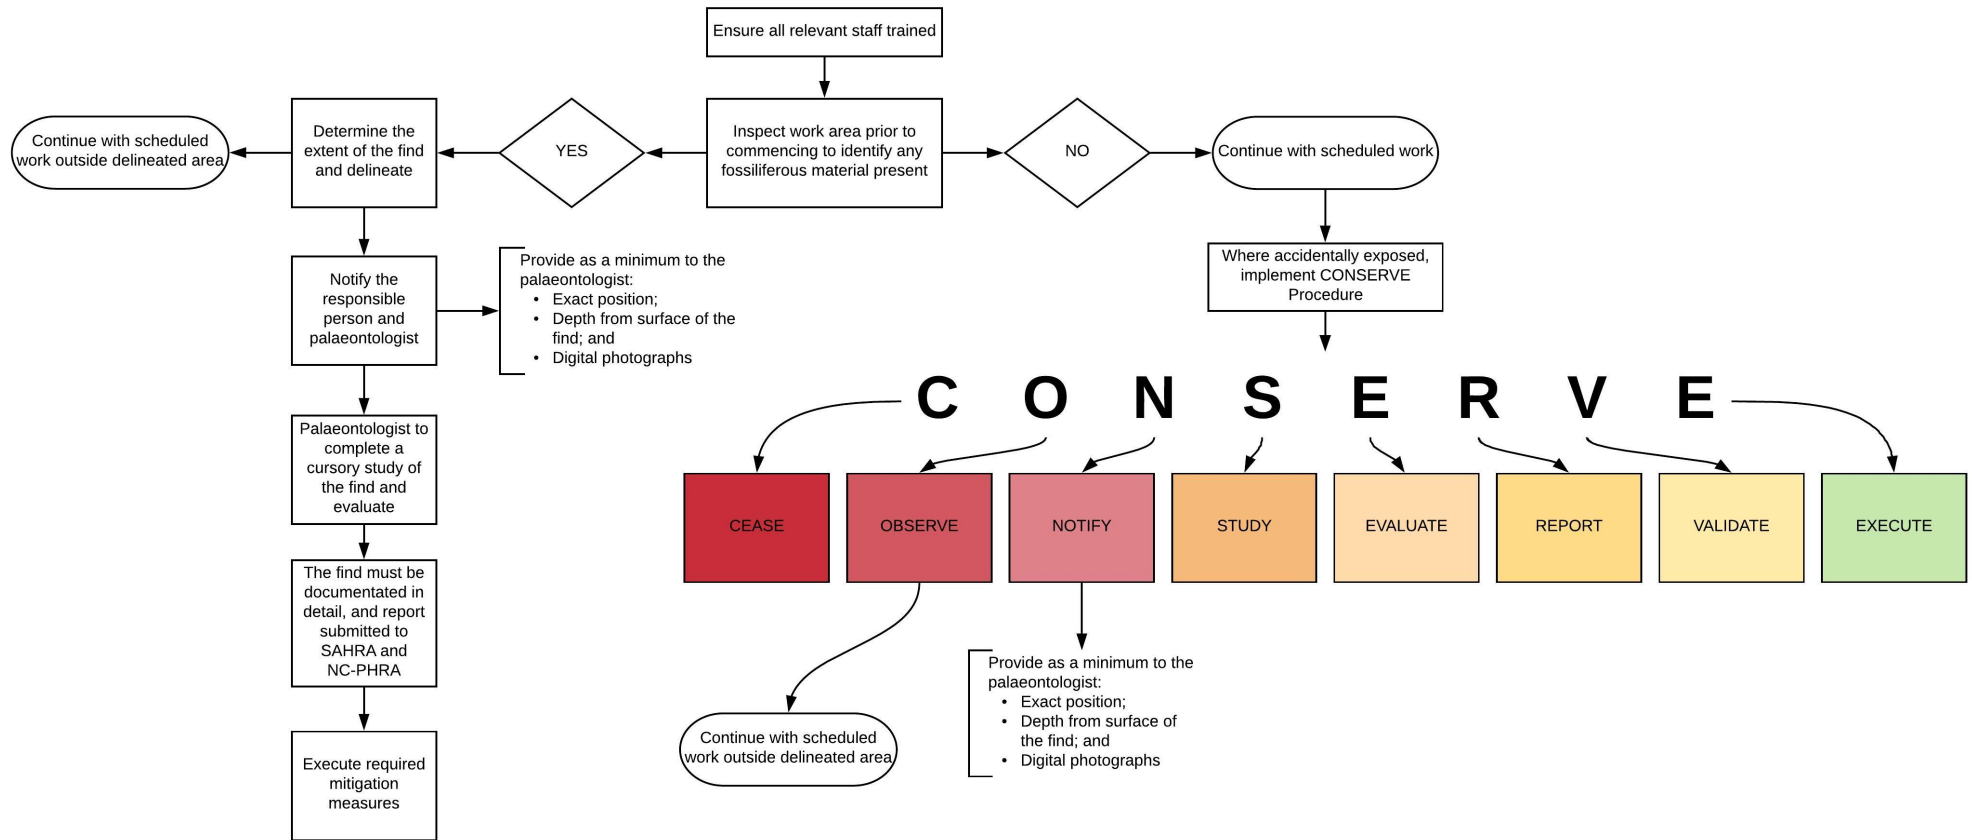 Ensure all relevant staff trained
Continue with scheduled
work outside delineated area
Determine the
extent of the find
and delineate
YES
Inspect work area prior to
commencing to identify any
fossiliferous material present
NO
Continue with scheduled work
Notify the
responsible
person and
palaeontologist
Provide as a minimum to the
palaeontologist:
• Exact position;
• Depth from surface of the
find; and
• Digital photographs
Where accidentally exposed,
implement CONSERVE
Procedure
Palaeontologist to
complete a
cursory study of
the find and
evaluate
C O N S E R V E
CEASE
OBSERVE
NOTIFY
STUDY
EVALUATE
REPORT
VALIDATE
EXECUTE
The find must be
documentated in
detail, and report
submitted to
SAHRA and
NC-PHRA
Continue with scheduled
work outside delineated area
Provide as a minimum to the
palaeontologist:
• Exact position;
• Depth from surface of
the find; and
• Digital photographs
Execute required
mitigation
measures